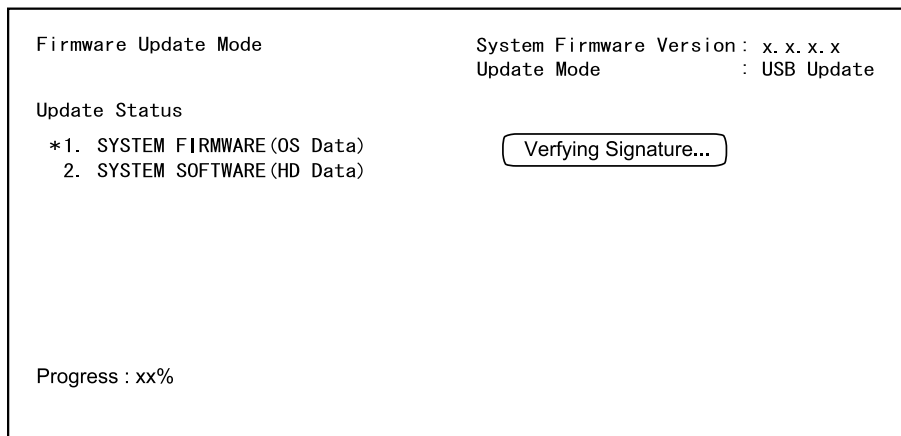 Firmware Update Mode
System Firmware Version: x.x.x.x
Update Mode : USB Update
Update Status
*1. SYSTEM FIRMWARE(OS Data)
Verfying Signature...
2. SYSTEM SOFTWARE(HD Data)
Progress : xx%